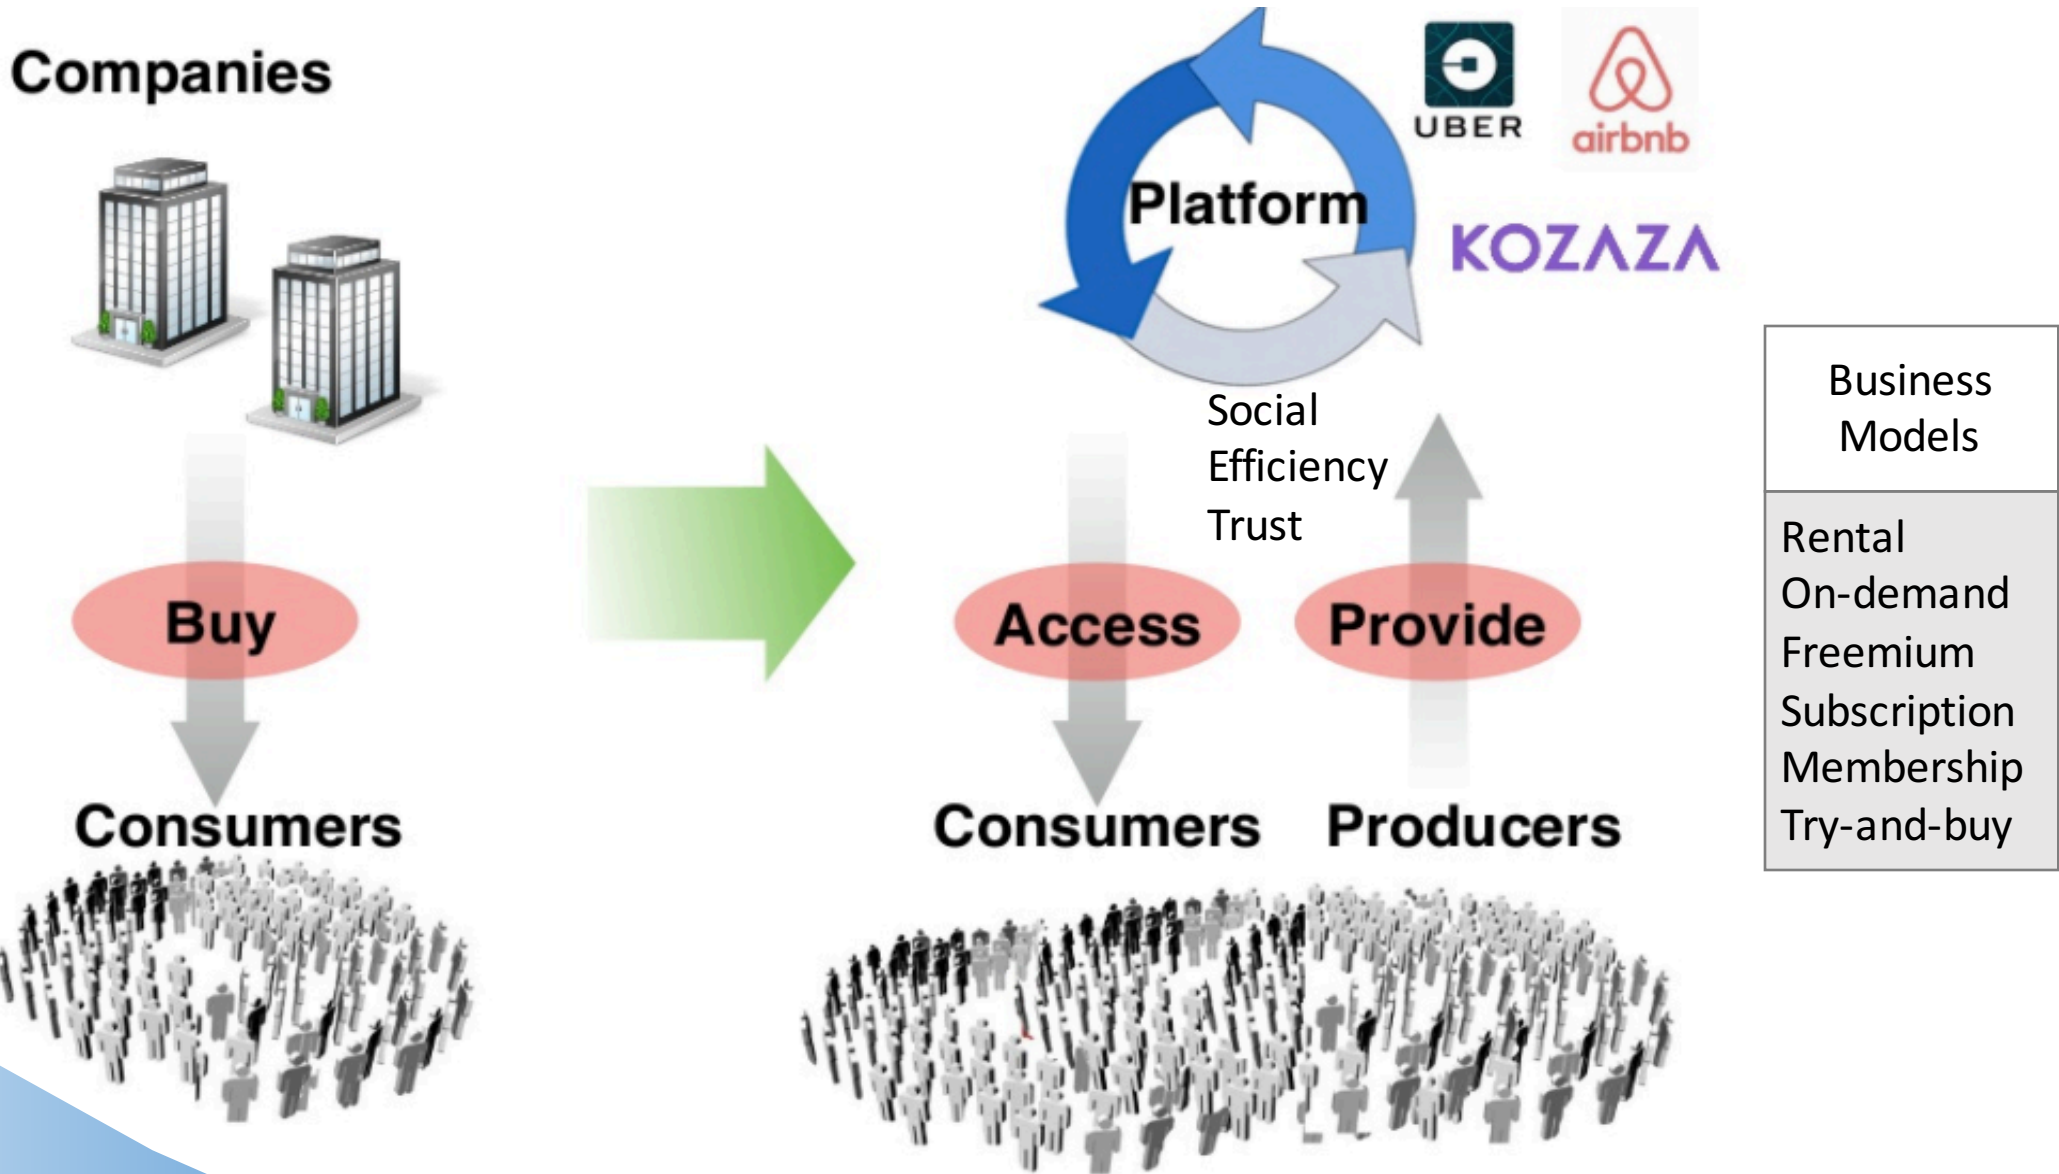 Companies
Buy
Consumers
Platform
UBER
airbnb
KOZAZA
Social
Efficiency
Trust
Access
Provide
Consumers
Producers
Business
Models
Rental
On-demand
Freemium
Subscription
Membership
Try-and-buy